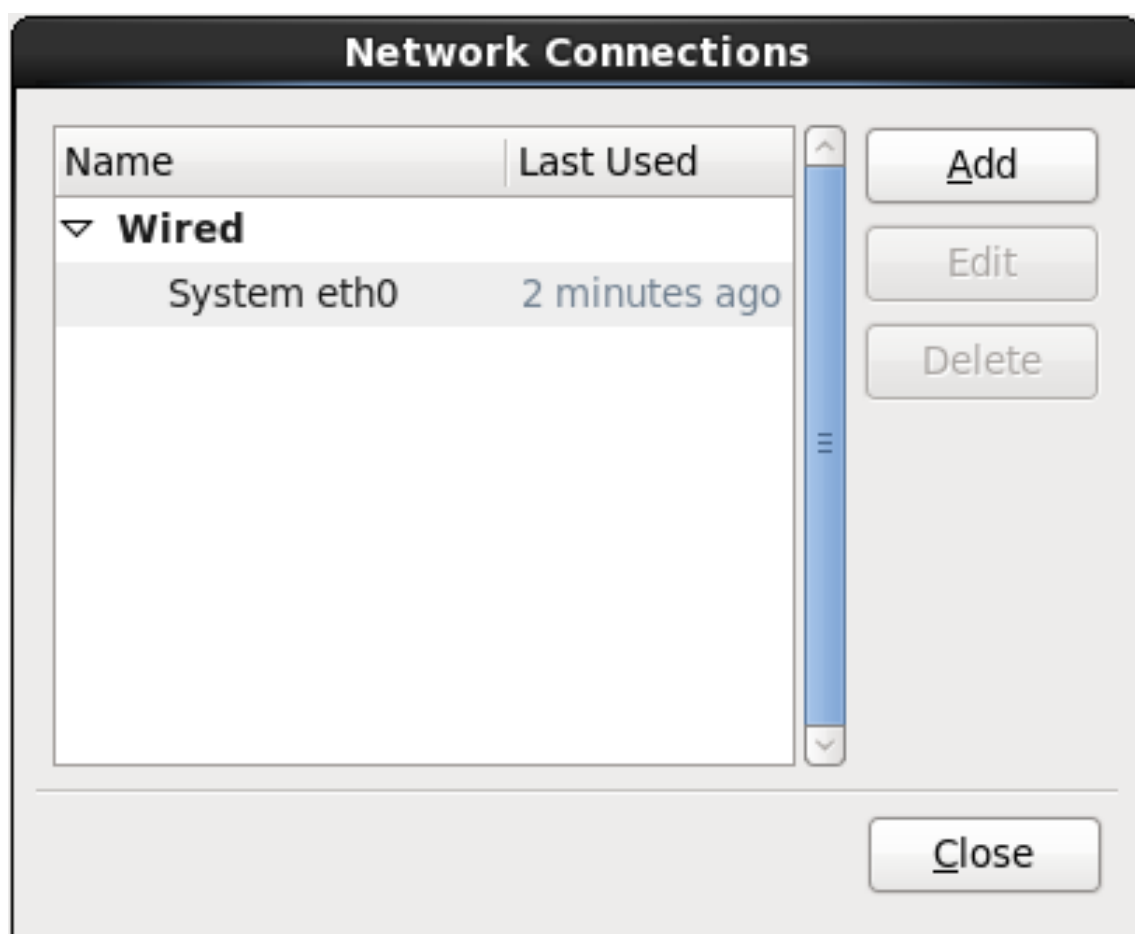 Network Connections
Name Last Used Add
Wired
Edit
System eth0 2 minutes ago
Delete
Close